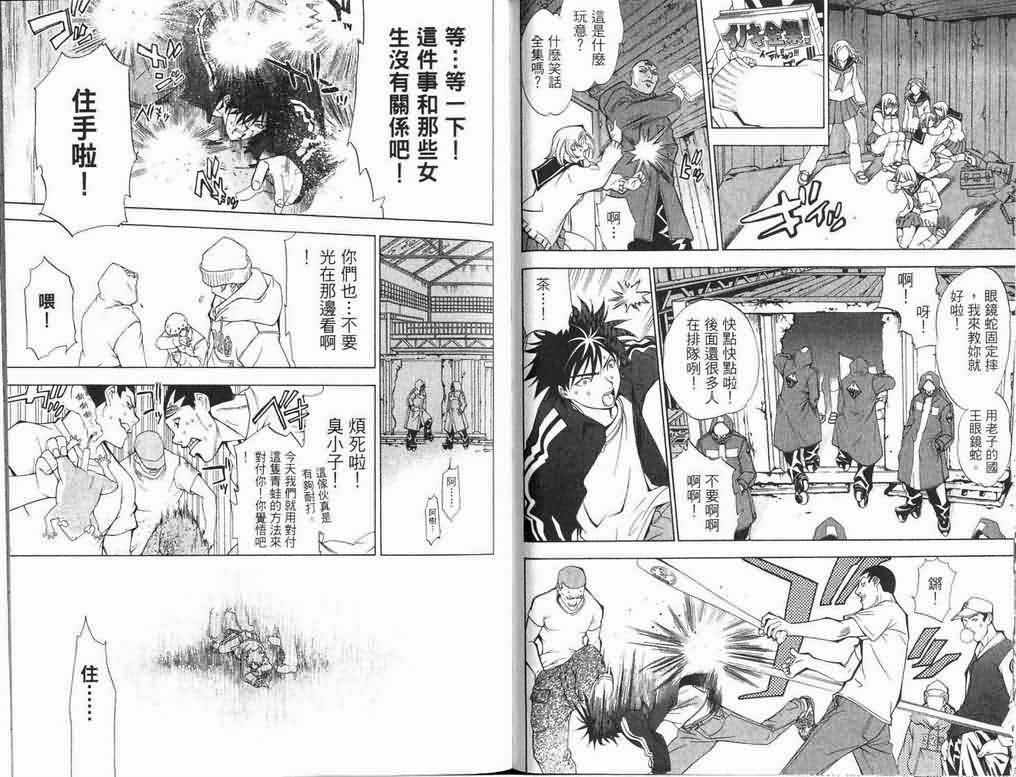 這是什麼
玩意?
什麼笑話
全集嗎?
啊…
眼鏡蛇固定摔
，我來教妳就
好啦!
用老子的國
王眼鏡蛇。
啊!
呀!
快點快點啦!
後面還很多人
在排隊咧!
不要啊啊
啊啊!
茶…
鏘!
等…等一下!
這件事和那些女
生沒有關係吧!
住手啦!
阿……
阿樹…
你們也…不要
光在那邊看啊
!
喂!
煩死啦!
臭小子!
這傢伙真是
有夠耐打。
今天我們就用對付
這隻青蛙的方法來
對付你!你覺悟吧
!
住……